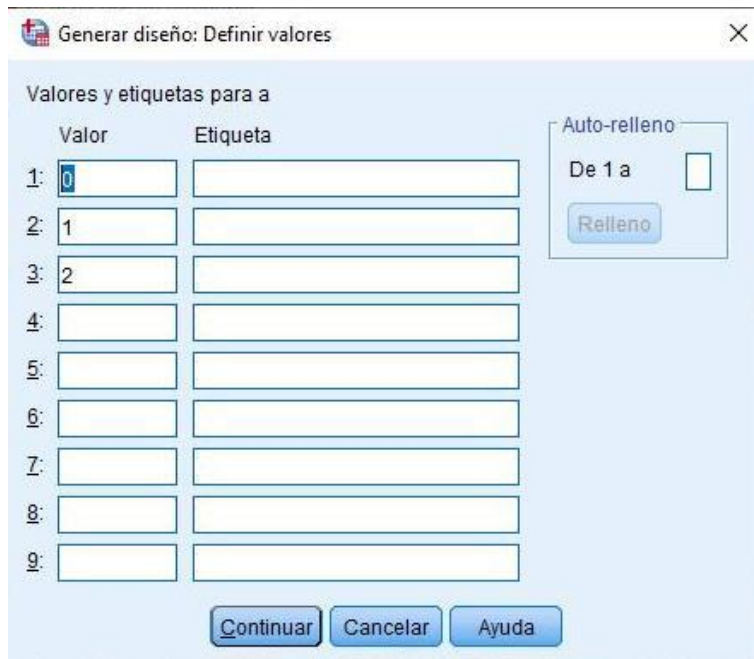 Generar diseño: Definir valores
Valores y etiquetas para a
Valor Etiqueta
Auto-relleno
De 1 a
Relleno
1: 0
2: 1
3: 2
4:
5:
6:
7:
8:
9:
Continuar Cancelar Ayuda